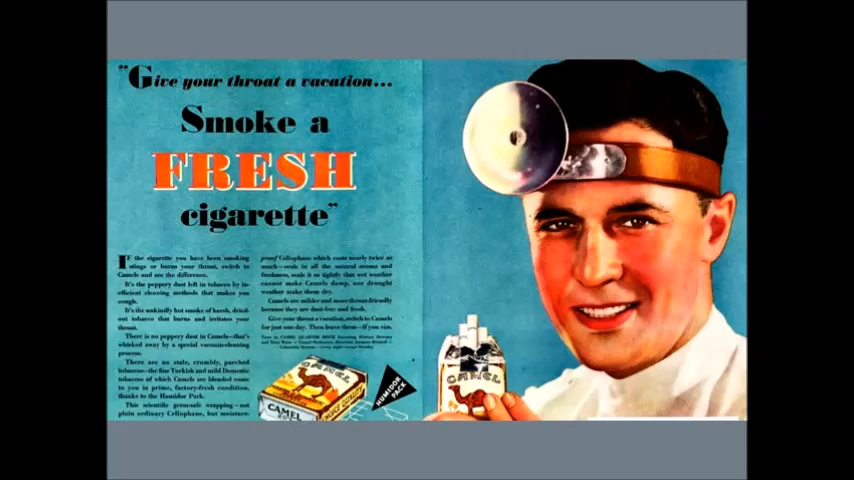 "Give your throat a vacation...
Smoke a
FRESH
cigarette"
IF the cigarette you have been smoking
stings or burns your throat, switch to
Camels and see the difference.
It's the peppery dust left in tobacco by in-
efficient cleaning methods that makes you
cough.
It's the unkindly hot smoke of harsh, dried-
out tobacco that burns and irritates your
throat.
There is no peppery dust in Camels—that's
whisked away by a special vacuum-cleaning
process.
There are no stale, crumbly, parched
tobaccos—the fine Turkish and mild Domestic
tobaccos of which Camels are blended come
to you in prime, factory-fresh condition,
thanks to the Humidor Pack.
This scientific germ-safe wrapping—not
plain ordinary Cellophane, but moisture-
proof Cellophane which costs nearly twice as
much—seals in all the natural aroma and
freshness, seals it so tightly that wet weather
cannot make Camels damp, nor drought
weather make them dry.
Camels are milder and more throat-friendly
because they are dust-free and fresh.
Give your throat a vacation, switch to Camels
for just one day. Then leave them—if you can.
CAMEL
CAMEL
CHOICE QUALITY
HUMIDOR
PACK
CAMEL